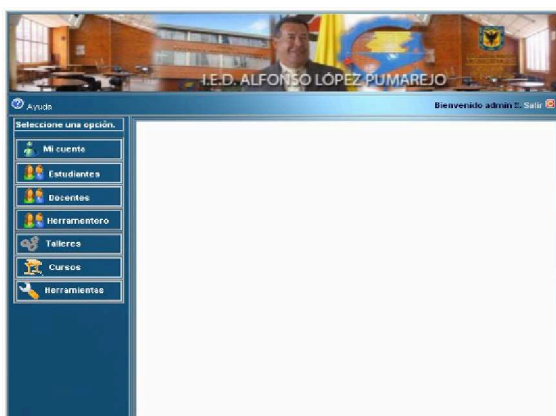 I.E.D. ALFONSO LÓPEZ PUMAREJO
Ayuda
Bienvenido admin !!. Salir
Seleccione una opción.
Mi cuenta
Estudiantes
Docentes
Herramentero
Talleres
Cursos
Herramientas